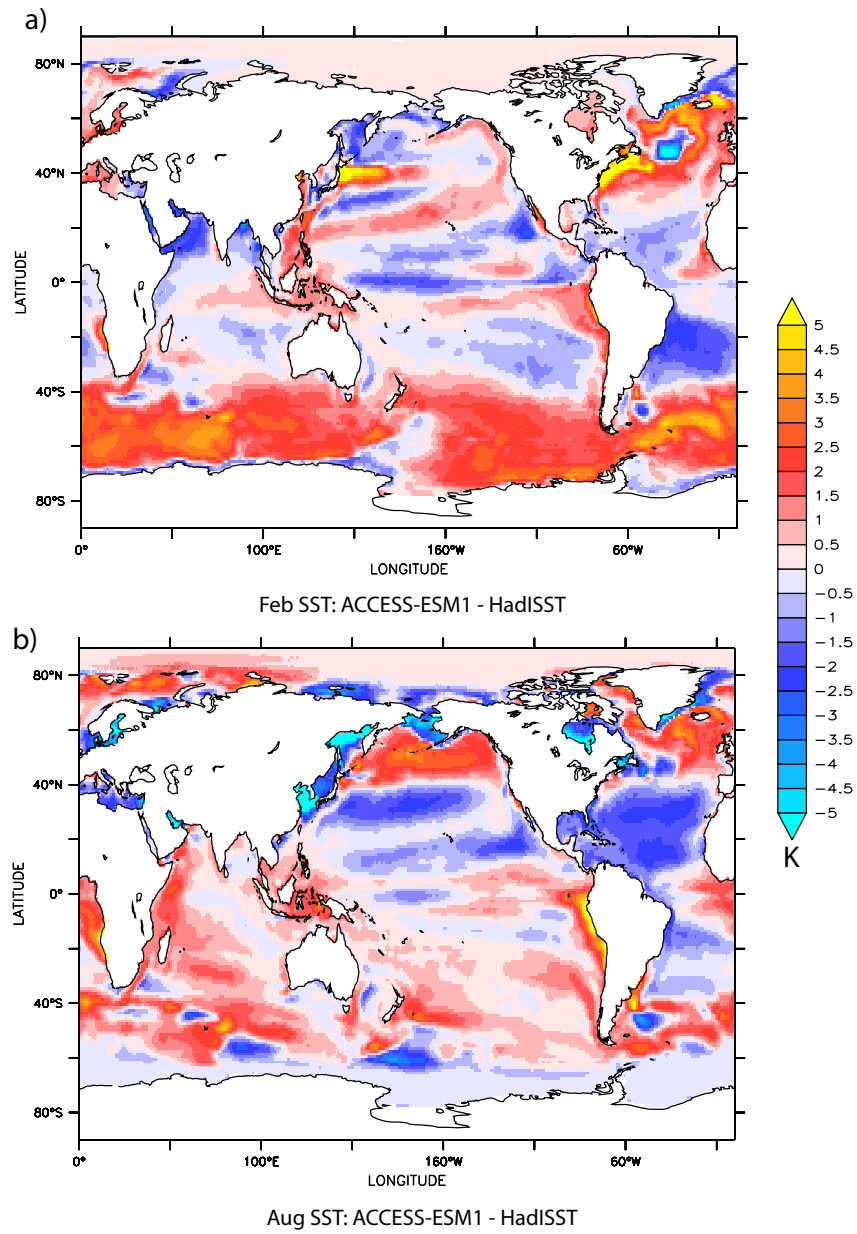 a)
80°N
40°N
0°
40°S
80°S
LATITUDE
0°
100°E
160°W
60°W
LONGITUDE
Feb SST: ACCESS-ESM1 - HadISST
5
4.5
4
3.5
3
2.5
2
1.5
1
0.5
0
−0.5
−1
−1.5
−2
−2.5
−3
−3.5
−4
−4.5
−5
K
b)
80°N
40°N
0°
40°S
80°S
LATITUDE
0°
100°E
160°W
60°W
LONGITUDE
Aug SST: ACCESS-ESM1 - HadISST